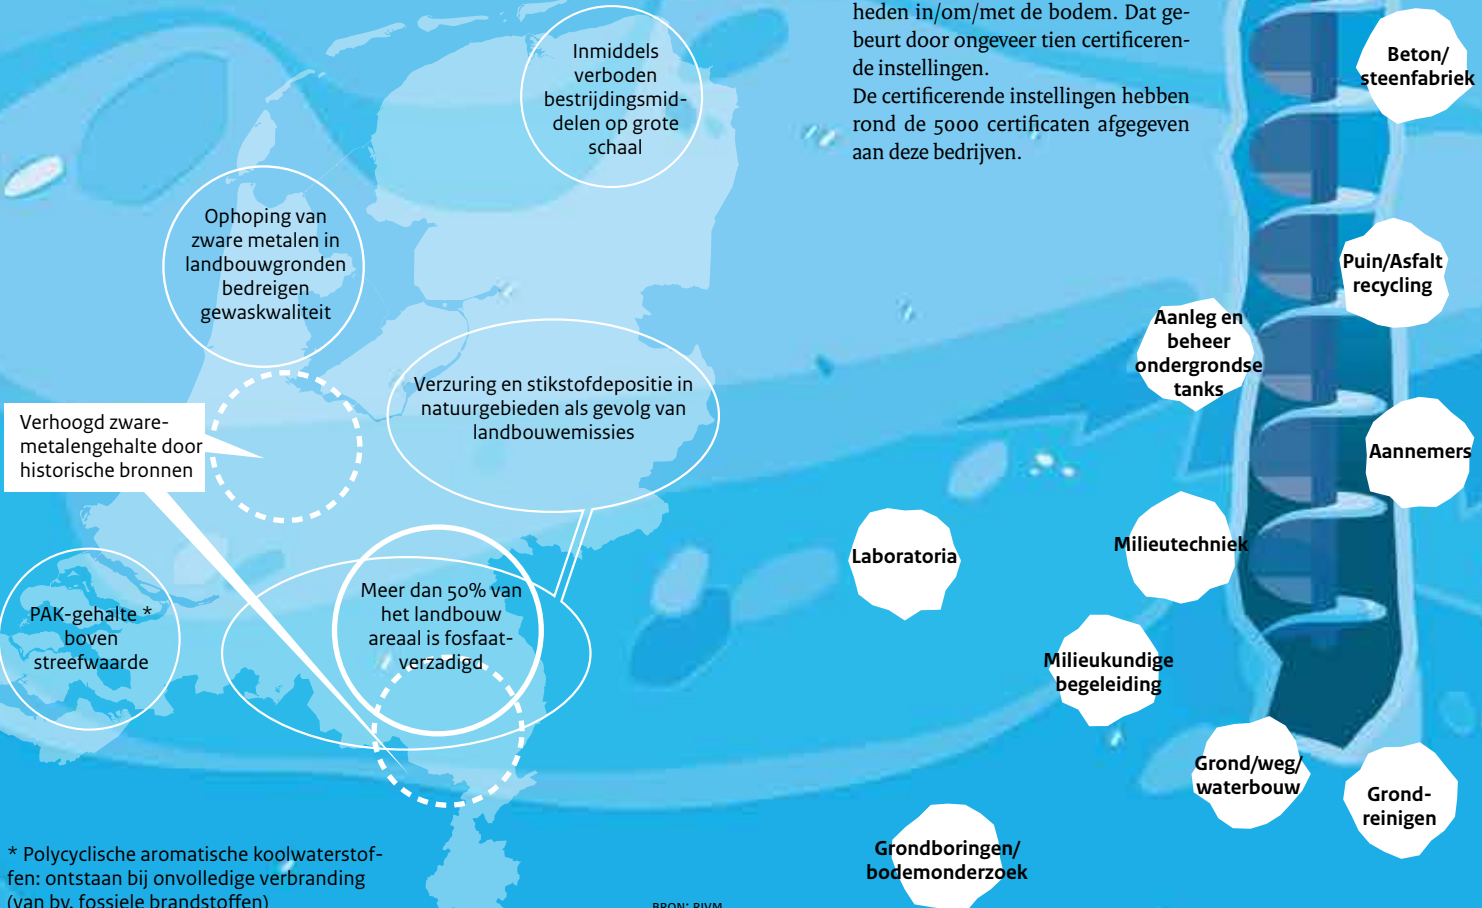 heden in/om/met de bodem. Dat ge-
beurt door ongeveer tien certificeren-
de instellingen.
De certificerende instellingen hebben
rond de 5000 certificaten afgegeven
aan deze bedrijven.
Inmiddels
verboden
bestrijdingsmid-
delen op grote
schaal
Ophoping van
zware metalen in
landbouwgronden
bedreigen
gewaskwaliteit
Verzuring en stikstofdepositie in
natuurgebieden als gevolg van
landbouwemissies
Verhoogd zware-
metalengehalte door
historische bronnen
PAK-gehalte *
boven
streefwaarde
Meer dan 50% van
het landbouw
areaal is fosfaat-
verzadigd
* Polycyclische aromatische koolwaterstof-
fen: ontstaan bij onvolledige verbranding
(van bv. fossiele brandstoffen)
BRON: RIVM
Beton/
steenfabriek
Puin/Asfalt
recycling
Aanleg en
beheer
ondergrondse
tanks
Aannemers
Laboratoria
Milieutechniek
Milieukundige
begeleiding
Grond/weg/
waterbouw
Grond-
reinigen
Grondboringen/
bodemonderzoek